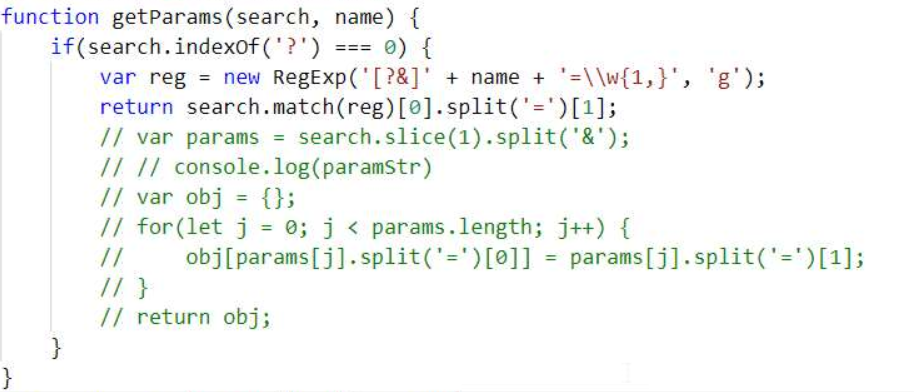 function getParams(search, name) {
    if(search.indexOf('?') === 0) {
        var reg = new RegExp('[?&]' + name + '=\\w{1,}', 'g');
        return search.match(reg)[0].split('=')[1];
        // var params = search.slice(1).split('&');
        // // console.log(paramStr)
        // var obj = {};
        // for(let j = 0; j < params.length; j++) {
        //     obj[params[j].split('=')[0]] = params[j].split('=')[1];
        // }
        // return obj;
    }
}